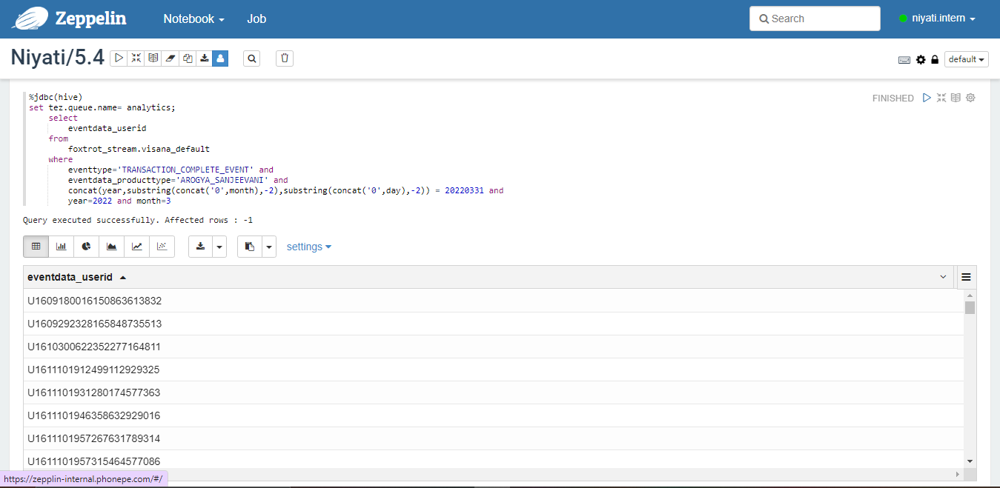 Zeppelin Notebook Job Search niyati.intern
Niyati/5.4 default
%jdbc(hive) FINISHED
set tez.queue.name= analytics;
select
eventdata_userid
from
foxtrot_stream.visana_default
where
eventtype='TRANSACTION_COMPLETE_EVENT' and
eventdata_producttype='AROGYA_SANJEEVANI' and
concat(year,substring(concat('0',month),-2),substring(concat('0',day),-2)) = 20220331 and
year=2022 and month=3
Query executed successfully. Affected rows : -1
settings
eventdata_userid
U1609180016150863613832
U1609292328165848735513
U1610300622352277164811
U1611101912499112929325
U1611101931280174577363
U1611101946358632929016
U1611101957267631789314
U1611101957315464577086
https://zepplin-internal.phonepe.com/#/